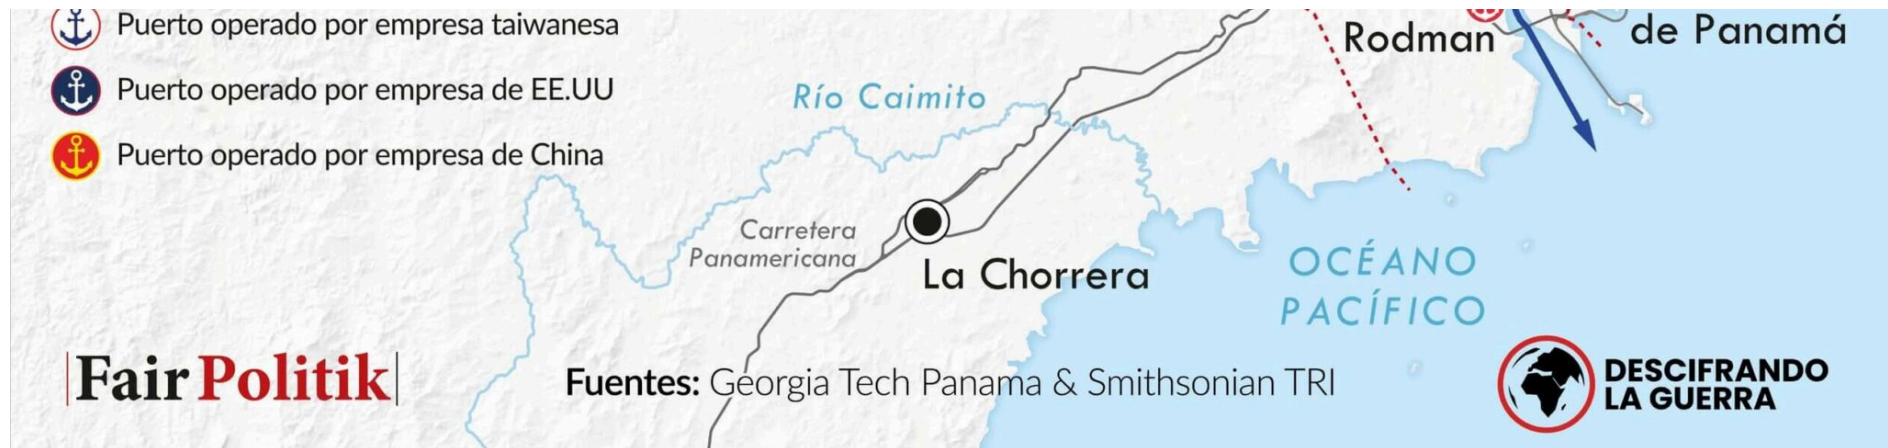 Puerto operado por empresa taiwanesa
Puerto operado por empresa de EE.UU
Puerto operado por empresa de China
Rodman
de Panamá
Río Caimito
Carretera
Panamericana
La Chorrera
OCÉANO
PACÍFICO
Fair Politik
Fuentes: Georgia Tech Panama & Smithsonian TRI
DESCIFRANDO
LA GUERRA